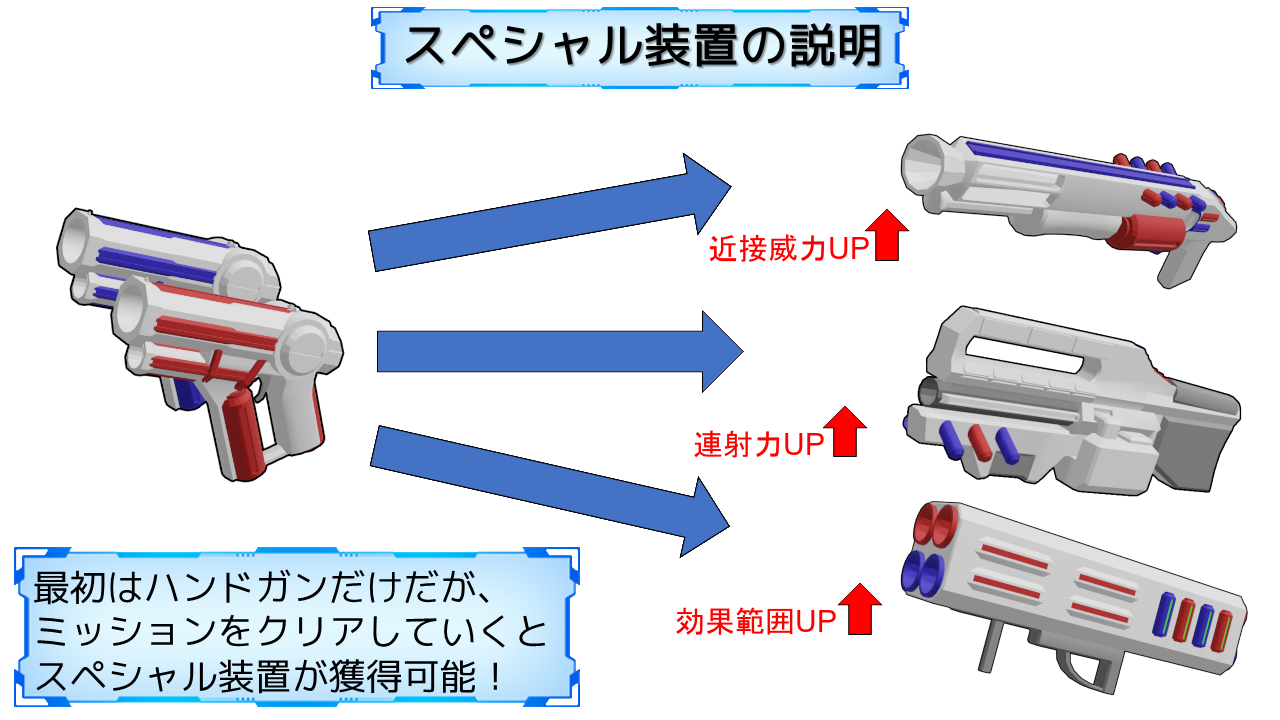 スペシャル装置の説明
近接威力UP
連射力UP
効果範囲UP
最初はハンドガンだけだが、
ミッションをクリアしていくと
スペシャル装置が獲得可能！